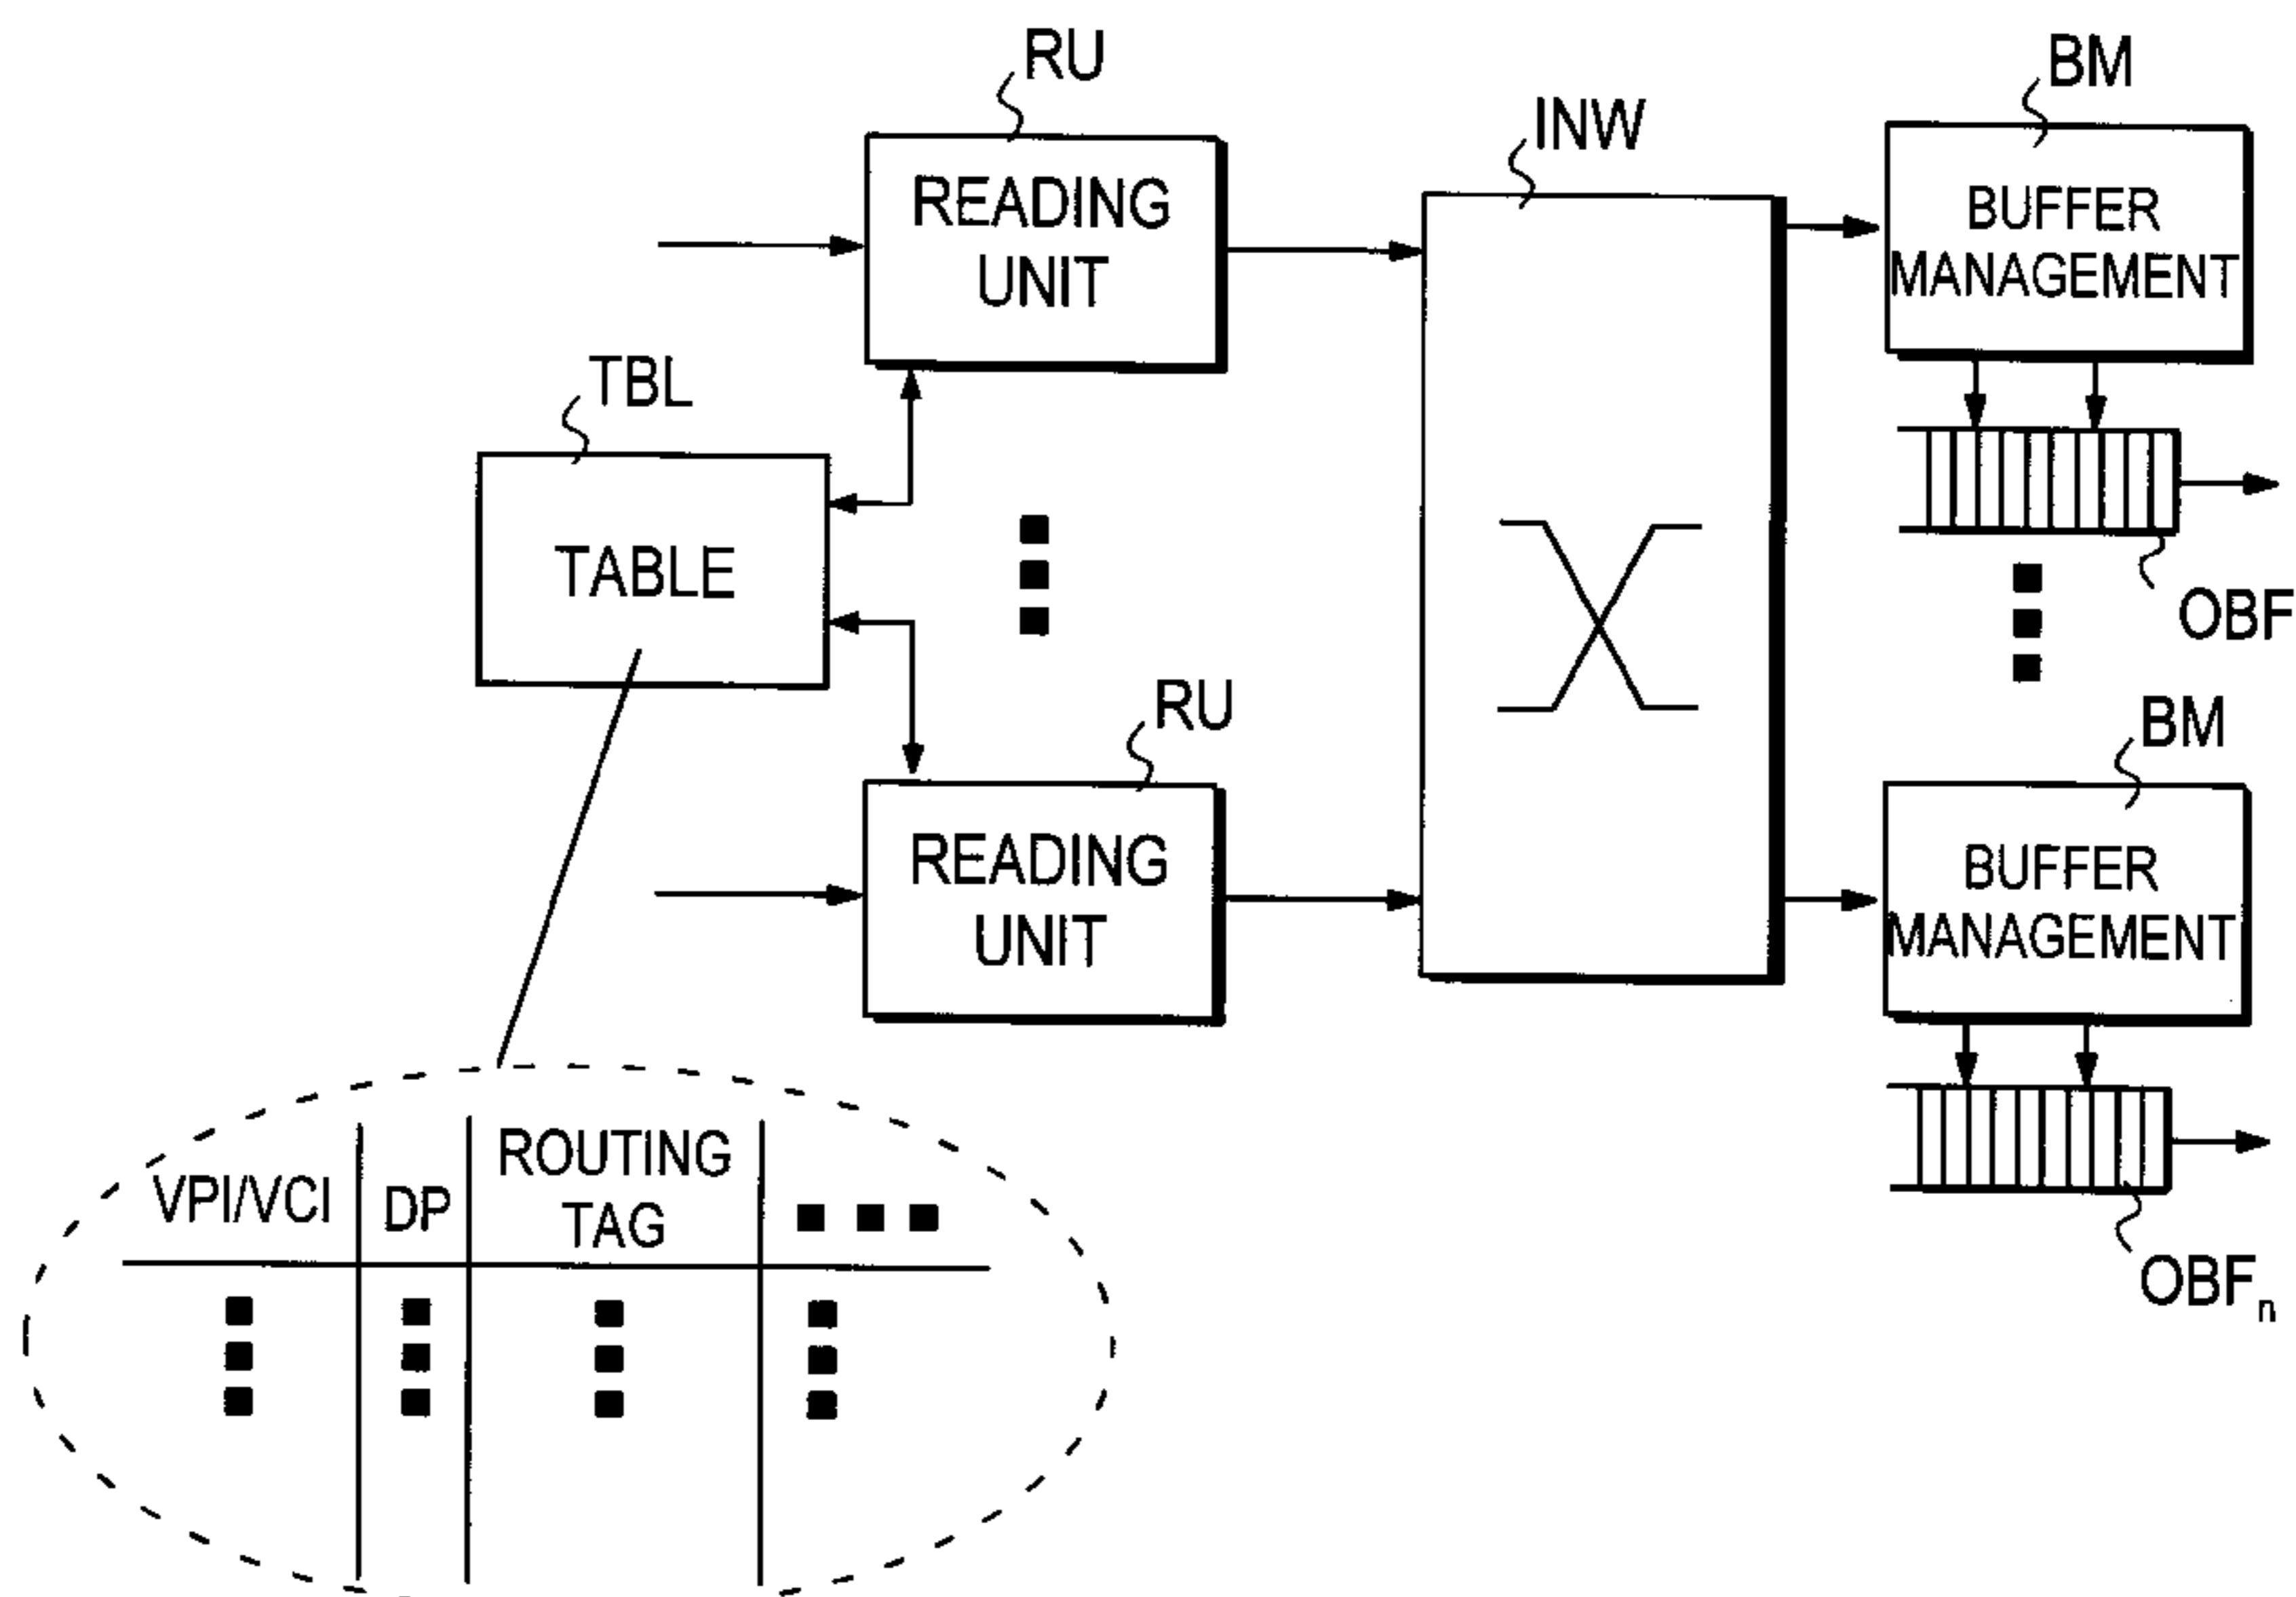 RU
BM
INW
READING
UNIT
BUFFER
MANAGEMENT
TBL
TABLE
OBF
RU
BM
READING
UNIT
BUFFER
MANAGEMENT
VPI/VCI
DP
ROUTING
TAG
OBFn